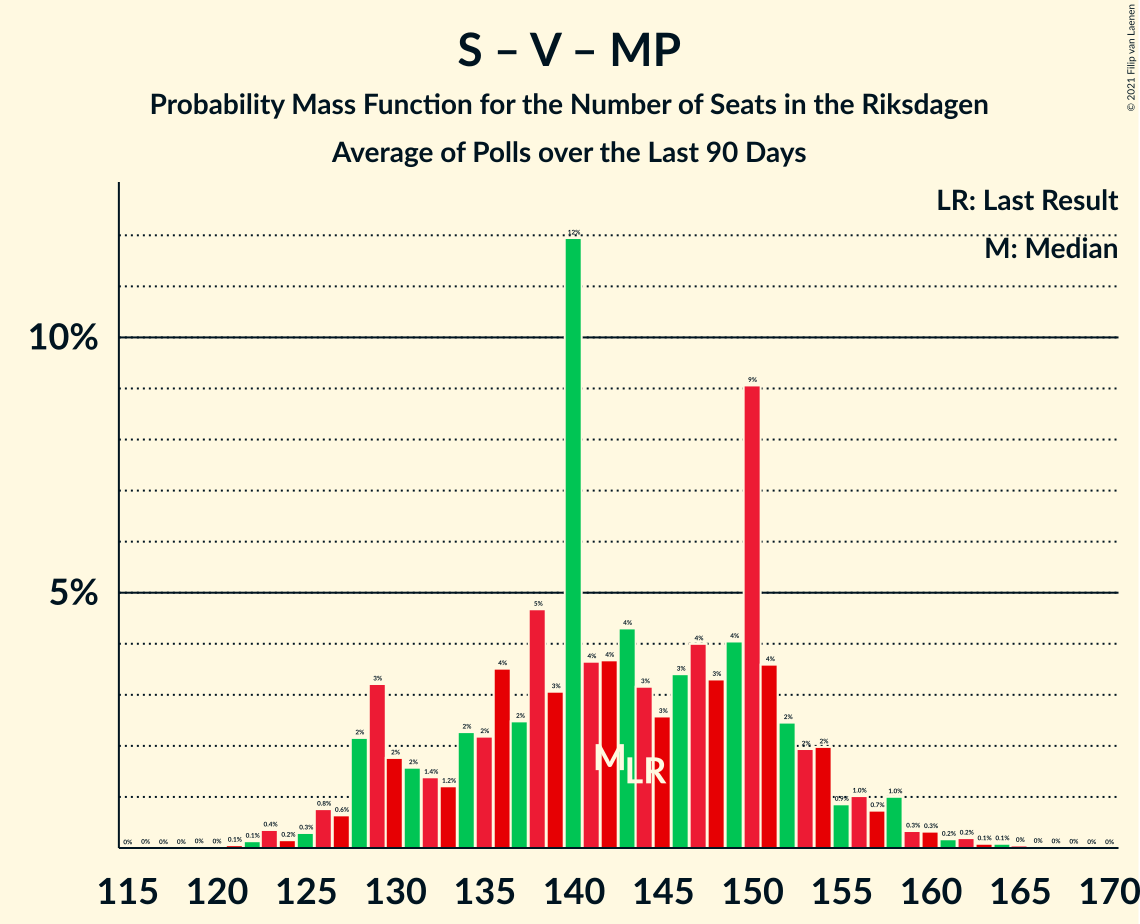 S – V – MP
Probability Mass Function for the Number of Seats in the Riksdagen
Average of Polls over the Last 90 Days
© 2021 Filip van Laenen
LR: Last Result
M: Median
10%
5%
0% 0% 0% 0% 0% 0% 0.1% 0.1% 0.4% 0.2% 0.3% 0.8% 0.6% 2% 3% 2% 2% 1.4% 1.2% 2% 2% 4% 2% 5% 3% 12% 4% 4% 4% 3% 3% 3% 4% 3% 4% 9% 4% 2% 2% 2% 0.9% 1.0% 0.7% 1.0% 0.3% 0.3% 0.2% 0.2% 0.1% 0.1% 0% 0% 0% 0% 0% 0%
M
LR
115 120 125 130 135 140 145 150 155 160 165 170